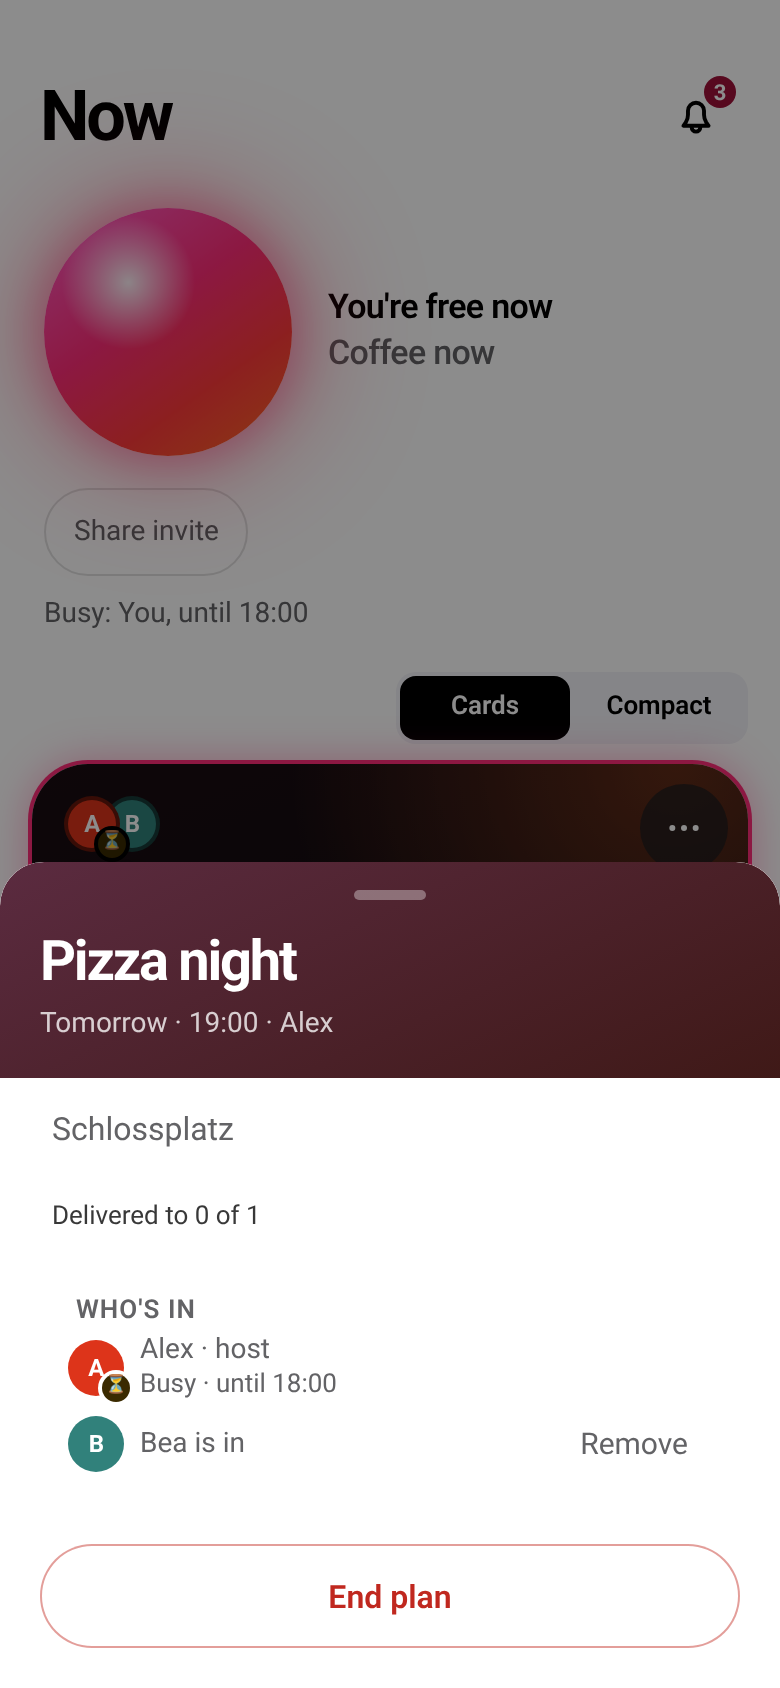 Now
3
You're free now
Coffee now
Share invite
Busy: You, until 18:00
Cards
Compact
A
B
Pizza night
Tomorrow · 19:00 · Alex
Schlossplatz
Delivered to 0 of 1
WHO'S IN
A
Alex · host
Busy · until 18:00
B
Bea is in
Remove
End plan